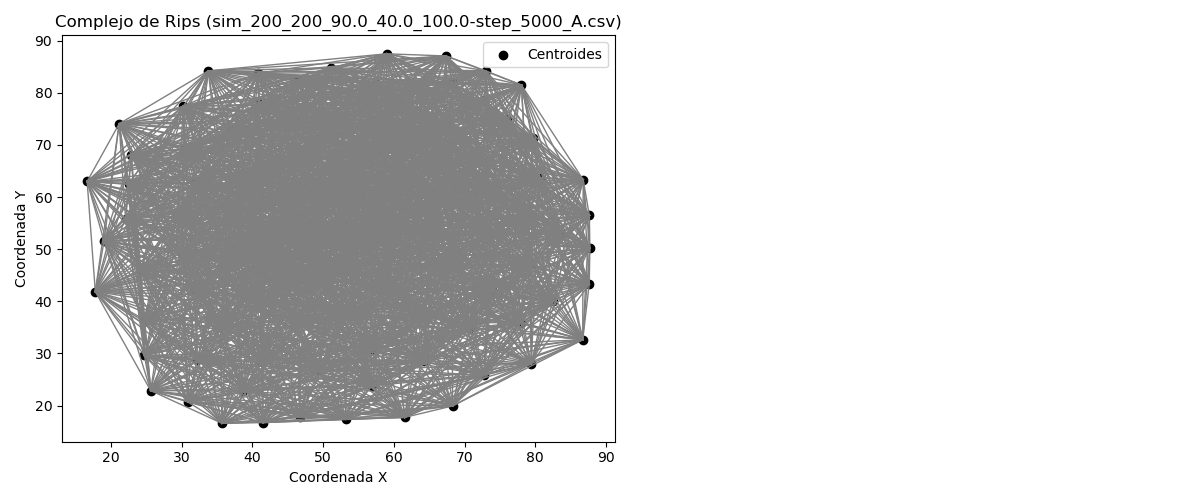 Complejo de Rips (sim_200_200_90.0_40.0_100.0-step_5000_A.csv)
Centroides
90
80
70
60
50
40
30
20
Coordenada Y
20 30 40 50 60 70 80 90
Coordenada X